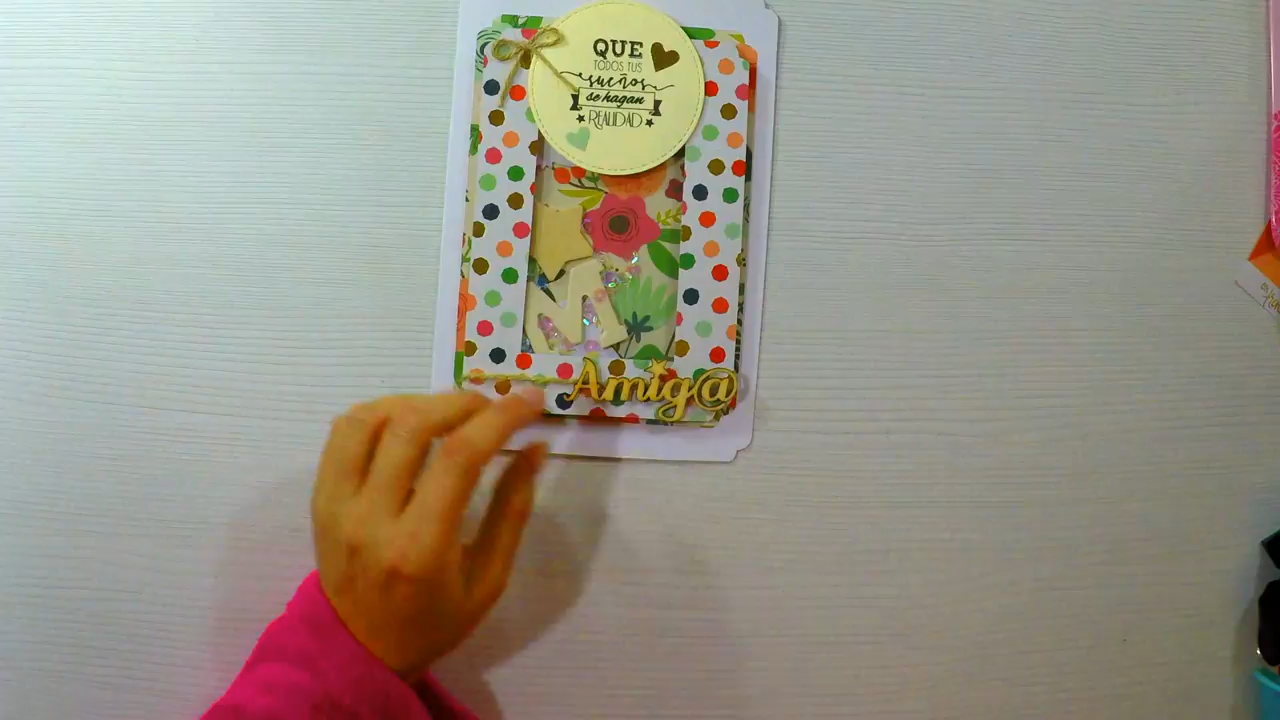 QUE
TODOS TUS
sueños
se hagan
REALIDAD
M
Amig@